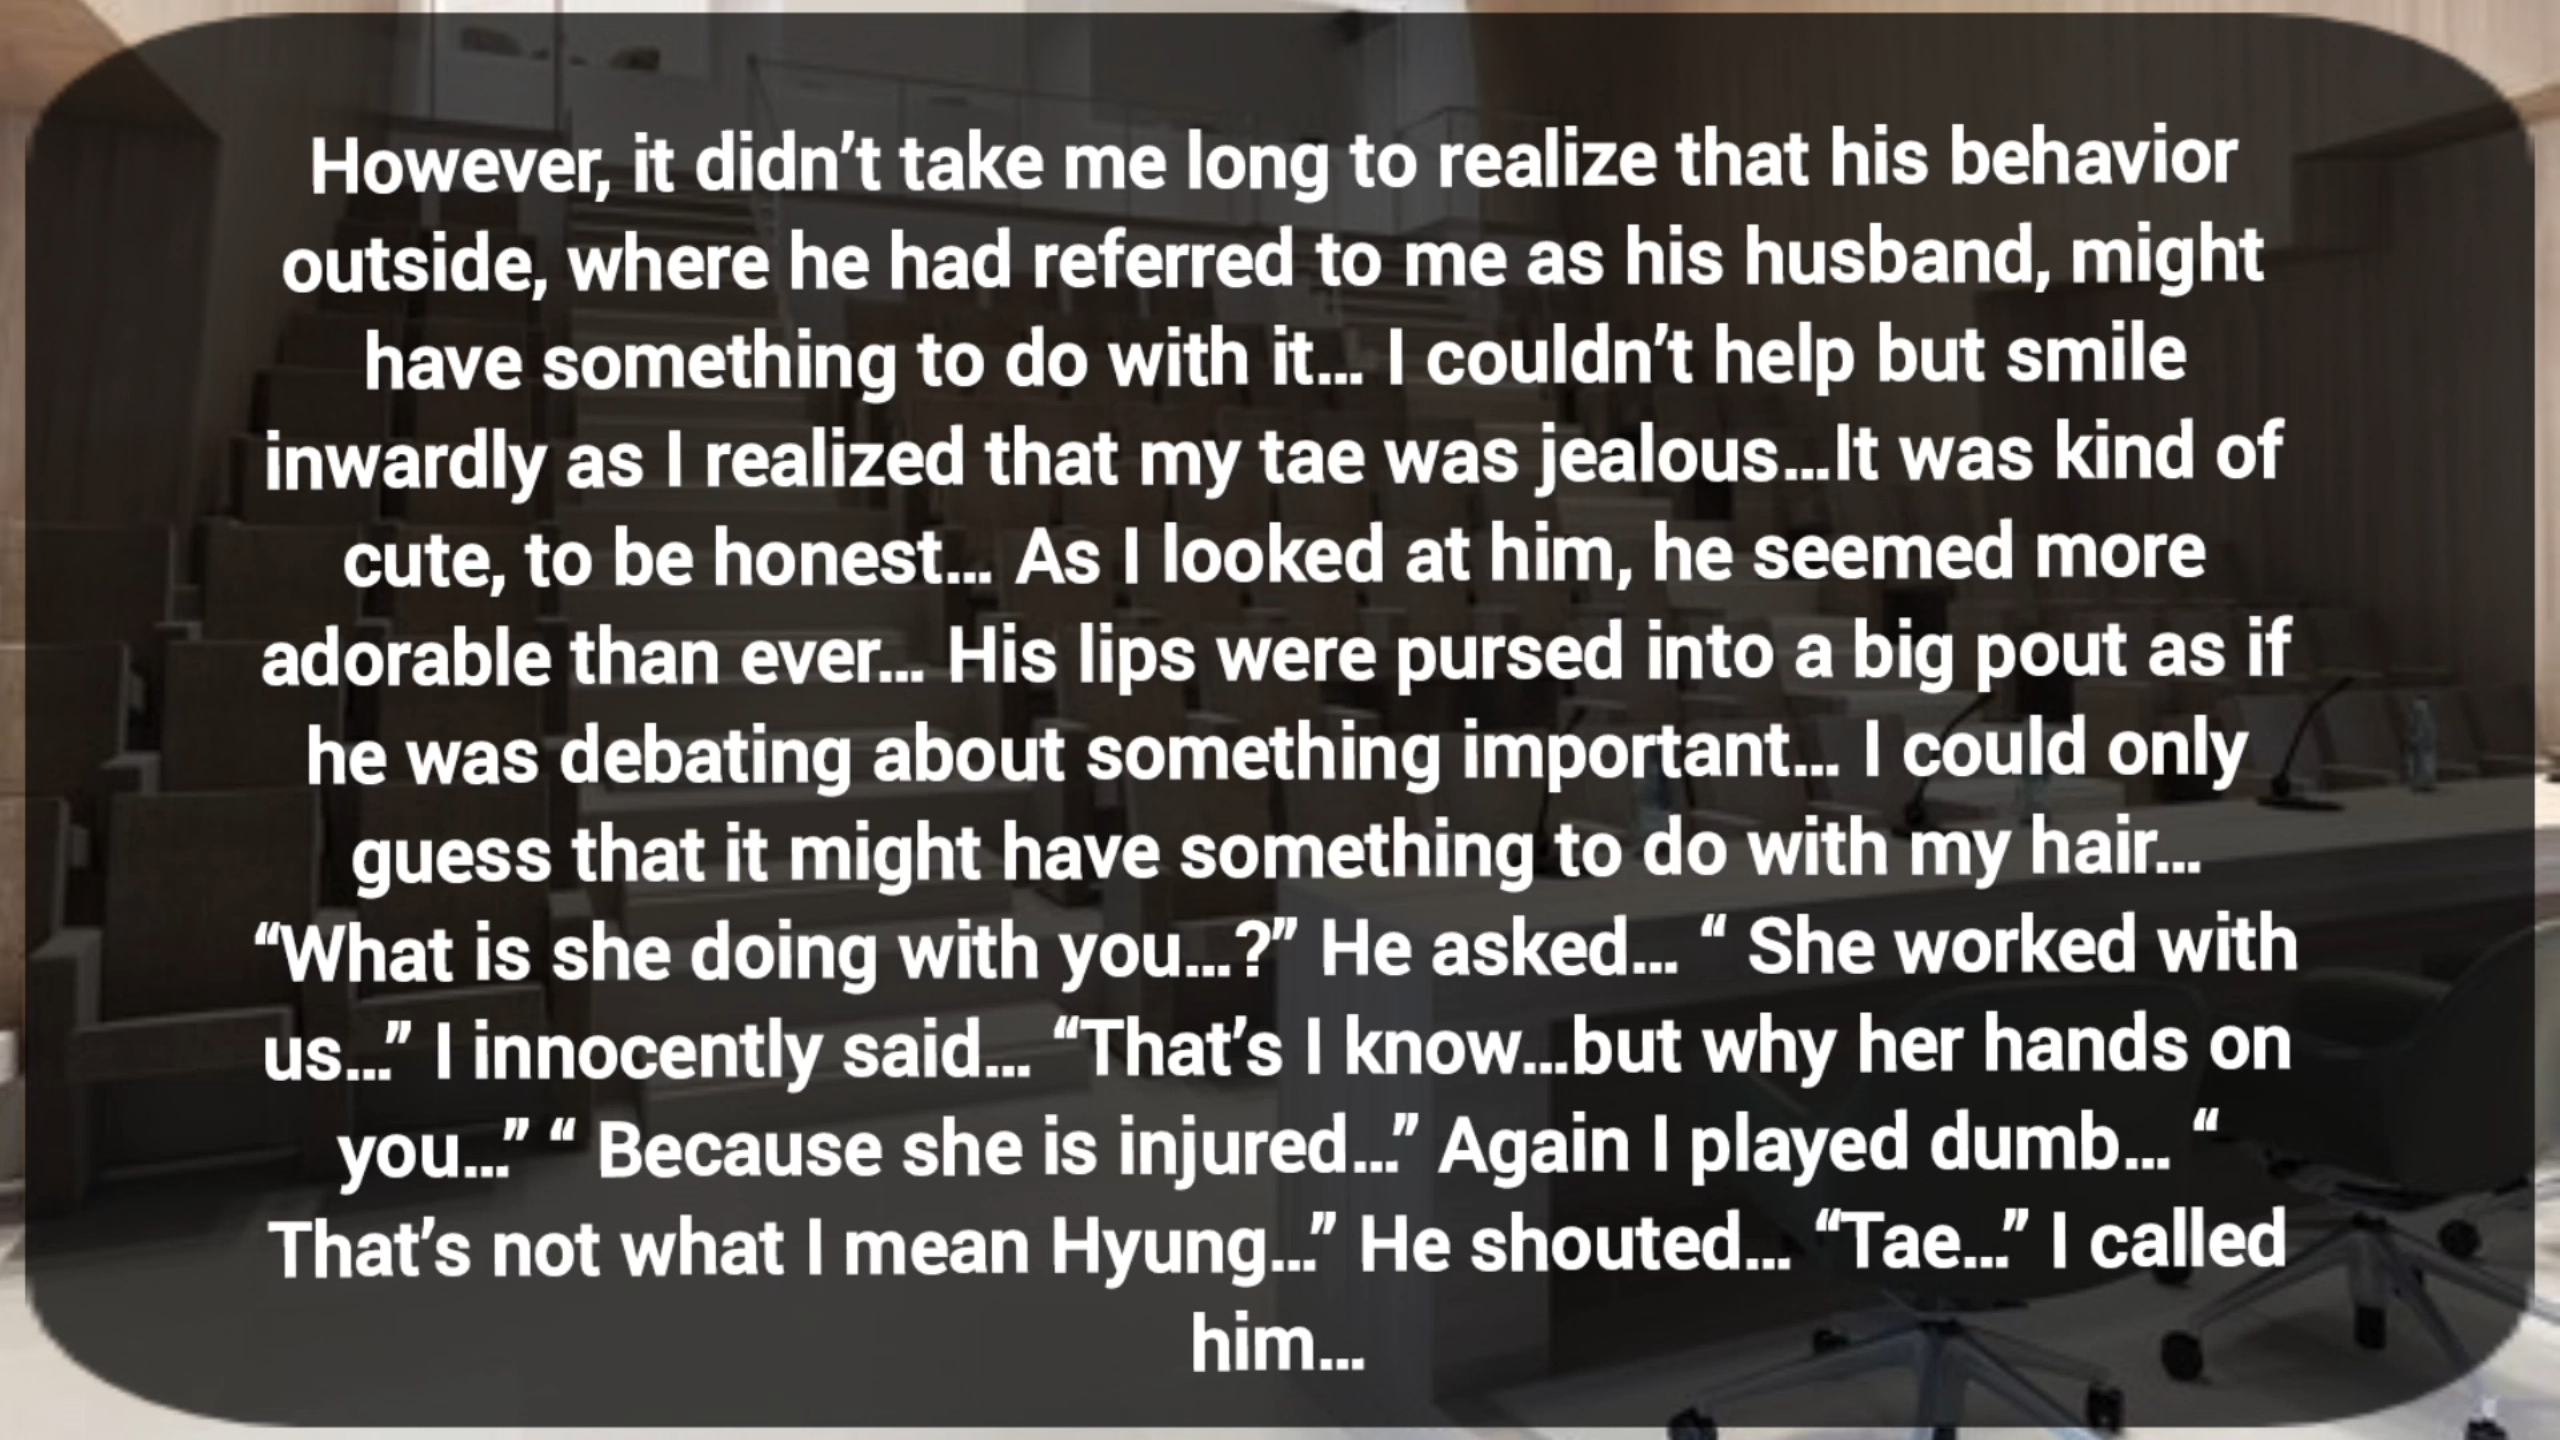 However, it didn’t take me long to realize that his behavior
outside, where he had referred to me as his husband, might
have something to do with it... I couldn’t help but smile
inwardly as I realized that my tae was jealous...It was kind of
cute, to be honest... As I looked at him, he seemed more
adorable than ever... His lips were pursed into a big pout as if
he was debating about something important... I could only
guess that it might have something to do with my hair...
“What is she doing with you...?” He asked... “ She worked with
us...” I innocently said... “That’s I know...but why her hands on
you...” “ Because she is injured...” Again I played dumb... “
That’s not what I mean Hyung...” He shouted... “Tae...” I called
him...